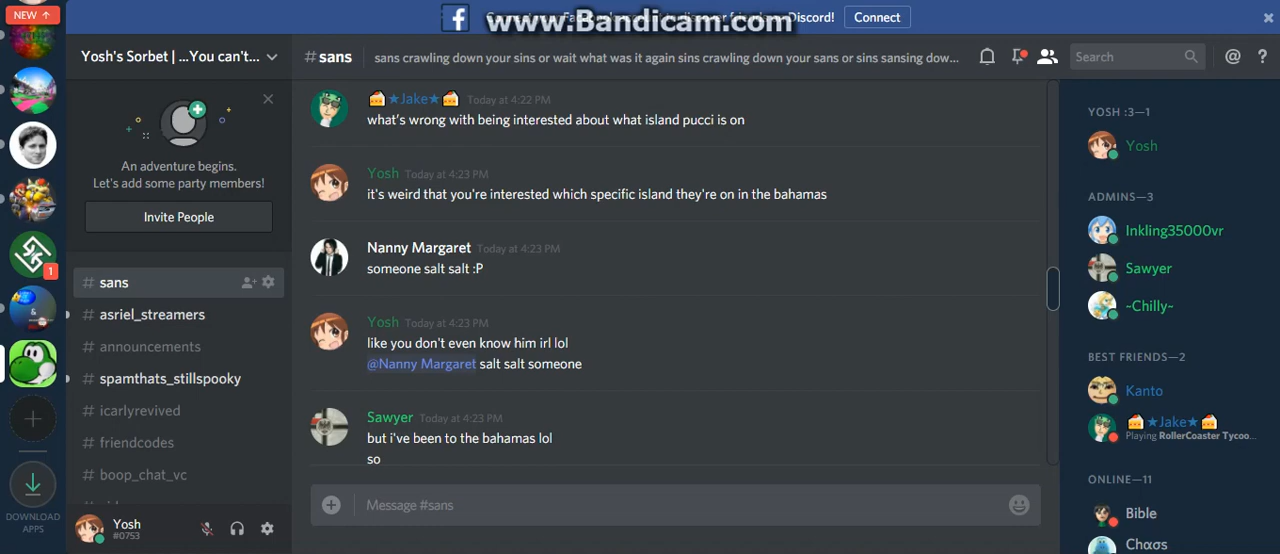 NEW ↑
Discord!
Connect
www.Bandicam.com
Yosh's Sorbet | ...You can't...
An adventure begins.
Let's add some party members!
Invite People
# sans
# asriel_streamers
# announcements
# spamthats_stillspooky
# icarlyrevived
# friendcodes
# boop_chat_vc
1
DOWNLOAD
APPS
Yosh
#0753
#sans
sans crawling down your sins or wait what was it again sins crawling down your sans or sins sansing dow...
Search
@
?
★Jake★ Today at 4:22 PM
what's wrong with being interested about what island pucci is on
Yosh Today at 4:23 PM
it's weird that you're interested which specific island they're on in the bahamas
Nanny Margaret Today at 4:23 PM
someone salt salt :P
Yosh Today at 4:23 PM
like you don't even know him irl lol
@Nanny Margaret salt salt someone
Sawyer Today at 4:23 PM
but i've been to the bahamas lol
so
Message #sans
YOSH :3—1
Yosh
ADMINS—3
Inkling35000vr
Sawyer
~Chilly~
BEST FRIENDS—2
Kanto
★Jake★
Playing RollerCoaster Tycoo...
ONLINE—11
Bible
Chασs